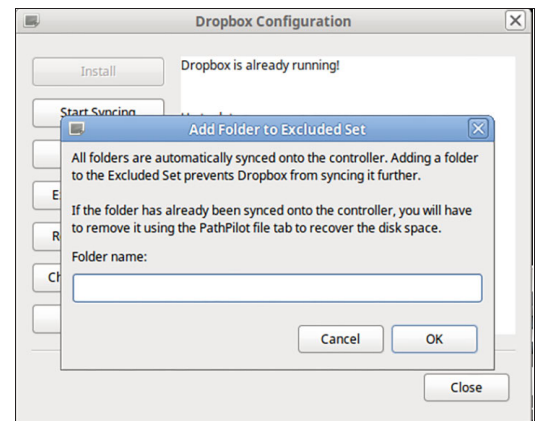 Dropbox Configuration
Install
Dropbox is already running!
Start Syncing
Add Folder to Excluded Set
All folders are automatically synced onto the controller. Adding a folder
to the Excluded Set prevents Dropbox from syncing it further.
If the folder has already been synced onto the controller, you will have
to remove it using the PathPilot file tab to recover the disk space.
Folder name:
E
R
Ch
Cancel
OK
Close